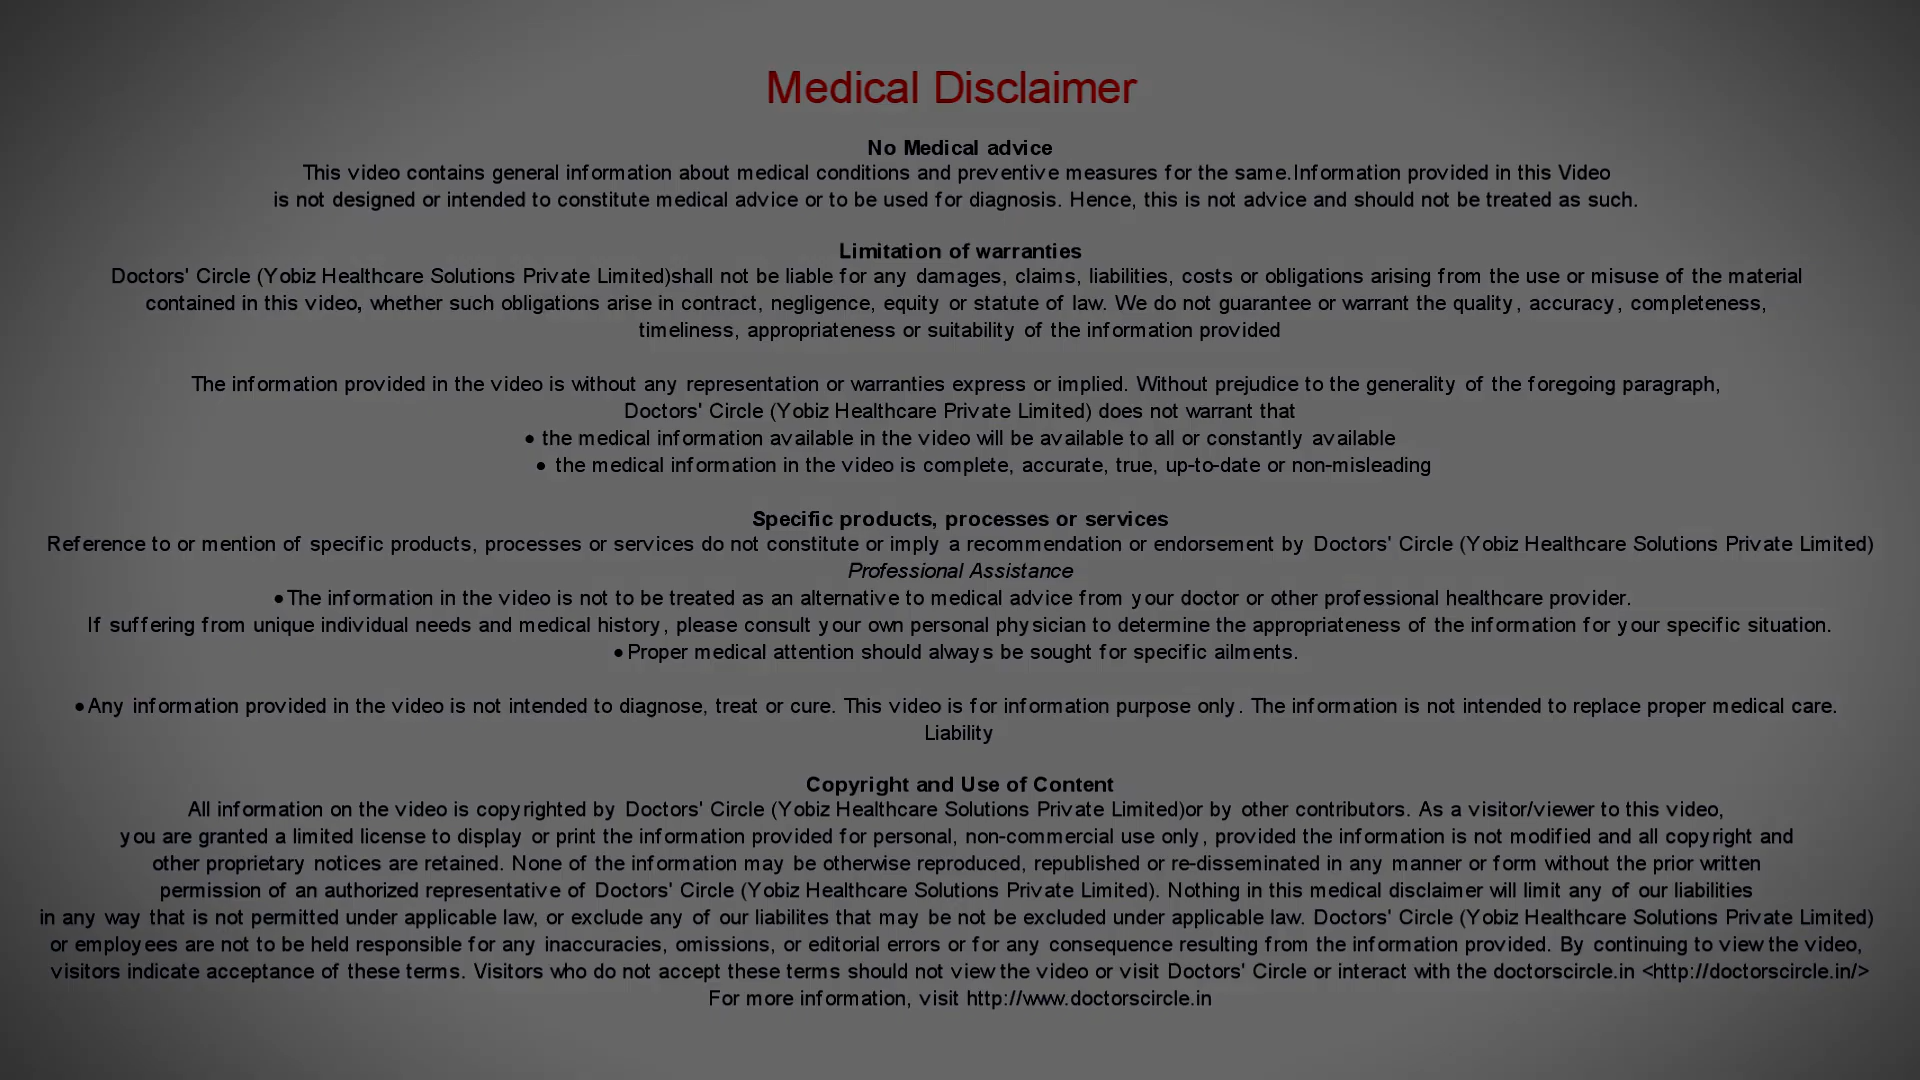 Medical Disclaimer
No Medical advice
This video contains general information about medical conditions and preventive measures for the same.Information provided in this Video
is not designed or intended to constitute medical advice or to be used for diagnosis. Hence, this is not advice and should not be treated as such.
Limitation of warranties
Doctors' Circle (Yobiz Healthcare Solutions Private Limited)shall not be liable for any damages, claims, liabilities, costs or obligations arising from the use or misuse of the material
contained in this video, whether such obligations arise in contract, negligence, equity or statute of law. We do not guarantee or warrant the quality, accuracy, completeness,
timeliness, appropriateness or suitability of the information provided
The information provided in the video is without any representation or warranties express or implied. Without prejudice to the generality of the foregoing paragraph,
Doctors' Circle (Yobiz Healthcare Private Limited) does not warrant that
• the medical information available in the video will be available to all or constantly available
• the medical information in the video is complete, accurate, true, up-to-date or non-misleading
Specific products, processes or services
Reference to or mention of specific products, processes or services do not constitute or imply a recommendation or endorsement by Doctors' Circle (Yobiz Healthcare Solutions Private Limited)
Professional Assistance
•The information in the video is not to be treated as an alternative to medical advice from your doctor or other professional healthcare provider.
If suffering from unique individual needs and medical history, please consult your own personal physician to determine the appropriateness of the information for your specific situation.
•Proper medical attention should always be sought for specific ailments.
•Any information provided in the video is not intended to diagnose, treat or cure. This video is for information purpose only. The information is not intended to replace proper medical care.
Liability
Copyright and Use of Content
All information on the video is copyrighted by Doctors' Circle (Yobiz Healthcare Solutions Private Limited)or by other contributors. As a visitor/viewer to this video,
you are granted a limited license to display or print the information provided for personal, non-commercial use only, provided the information is not modified and all copyright and
other proprietary notices are retained. None of the information may be otherwise reproduced, republished or re-disseminated in any manner or form without the prior written
permission of an authorized representative of Doctors' Circle (Yobiz Healthcare Solutions Private Limited). Nothing in this medical disclaimer will limit any of our liabilities
in any way that is not permitted under applicable law, or exclude any of our liabilites that may be not be excluded under applicable law. Doctors' Circle (Yobiz Healthcare Solutions Private Limited)
or employees are not to be held responsible for any inaccuracies, omissions, or editorial errors or for any consequence resulting from the information provided. By continuing to view the video,
visitors indicate acceptance of these terms. Visitors who do not accept these terms should not view the video or visit Doctors' Circle or interact with the doctorscircle.in <http://doctorscircle.in/>
For more information, visit http://www.doctorscircle.in